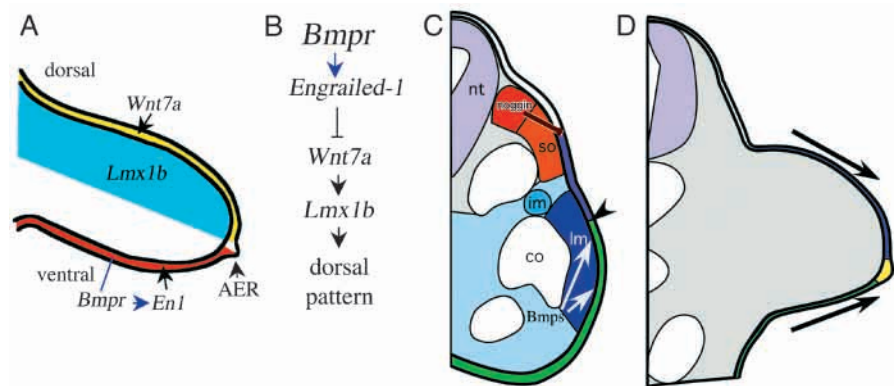 A
dorsal
Wnt7a
Lmx1b
ventral
Bmpr
En1
AER
B
Bmpr
Engrailed-1
Wnt7a
Lmx1b
dorsal
pattern
C
nt
noggin
so
im
lm
co
Bmps
D